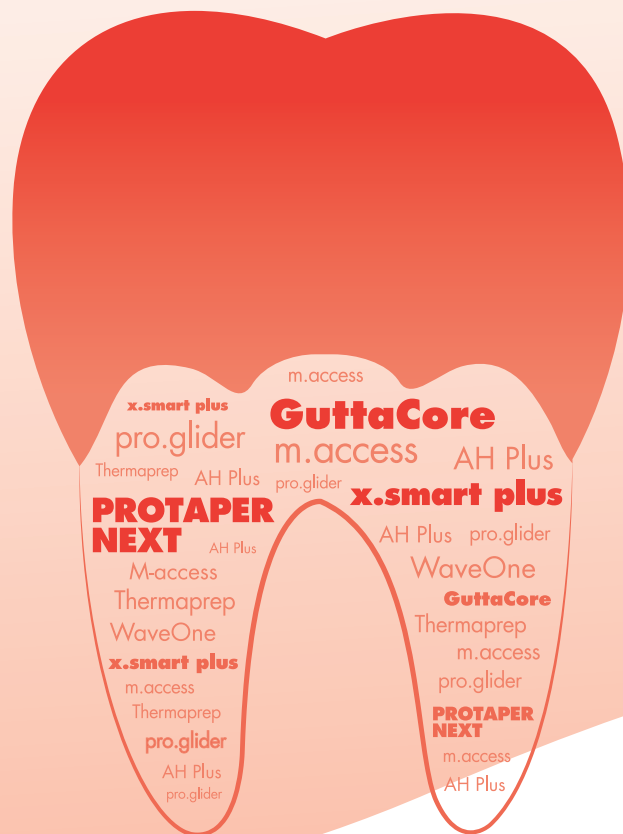 m.access
x.smart plus
GuttaCore
pro.glider
m.access
AH Plus
Thermaprep
AH Plus
pro.glider
x.smart plus
PROTAPER
NEXT
AH Plus
AH Plus
pro.glider
M-access
WaveOne
Thermaprep
GuttaCore
WaveOne
Thermaprep
x.smart plus
m.access
m.access
pro.glider
Thermaprep
PROTAPER
NEXT
pro.glider
m.access
AH Plus
AH Plus
pro.glider